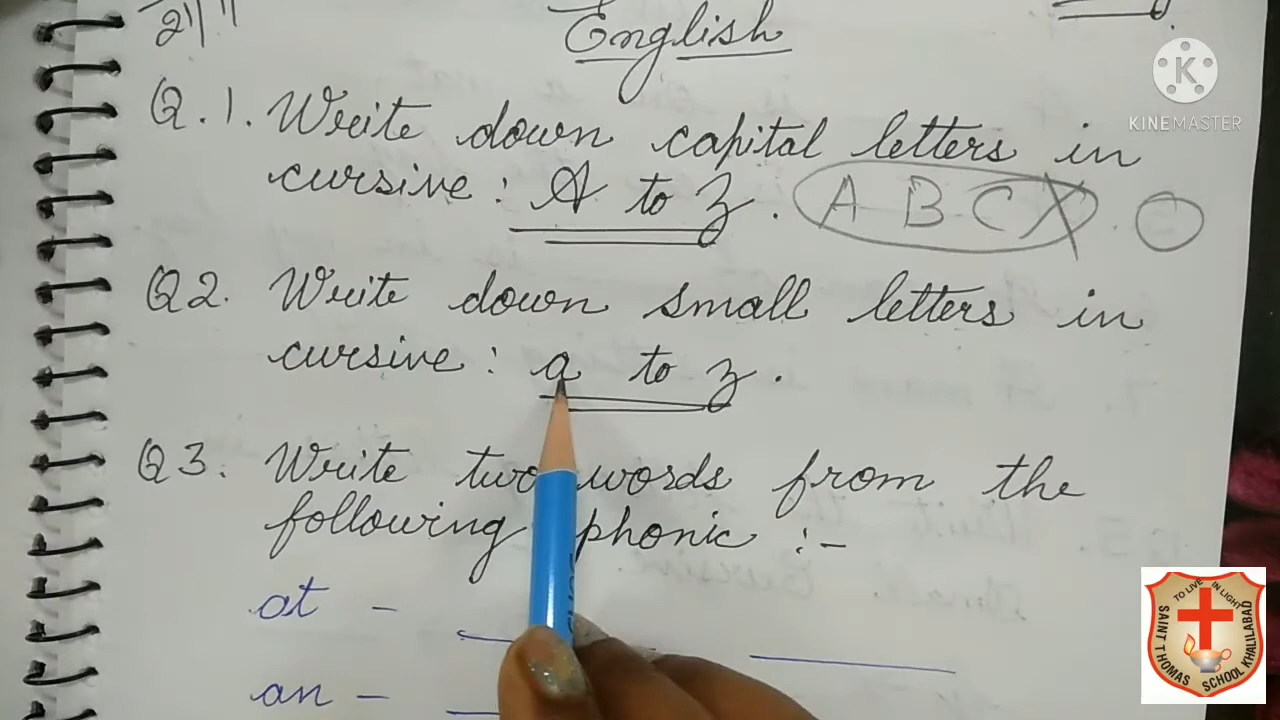 English
KINEMASTER
Q.1. Write down capital letters in
cursive : A to Z .
A B C X
Q2. Write down small letters in
cursive : a to z .
Q3. Write two words from the
following phonic :-
at -
an -
TO LIVE IN LIGHT
SAINT THOMAS SCHOOL KHALILABAD